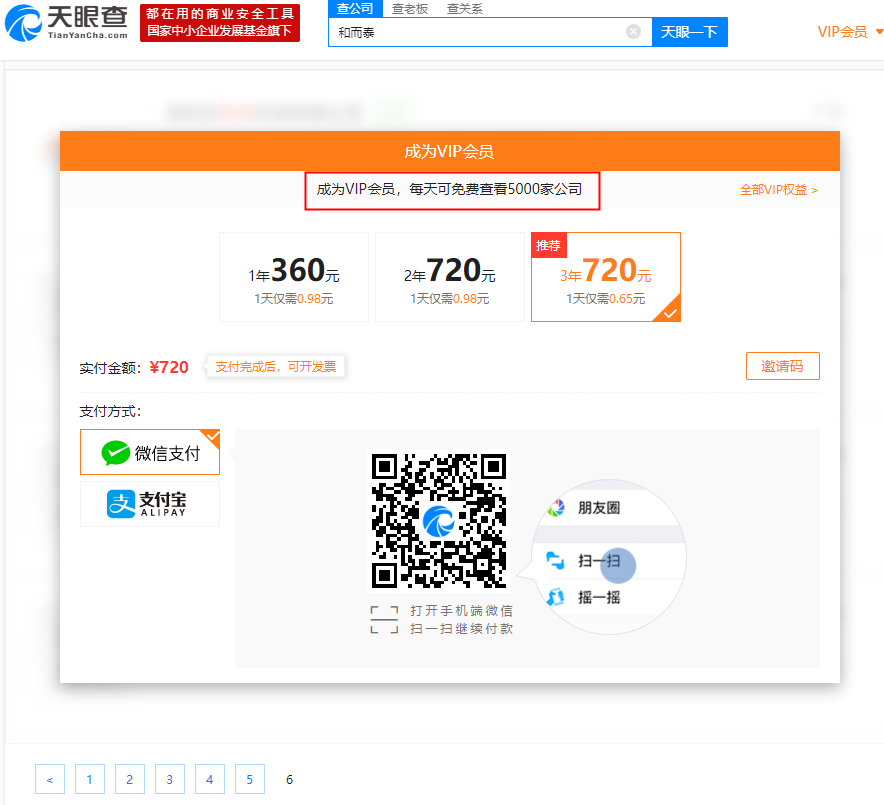 天眼查
TianYanCha.com
都在用的商业安全工具
国家中小企业发展基金旗下
查公司 查老板 查关系
和而泰
天眼一下
VIP会员
成为VIP会员
成为VIP会员，每天可免费查看5000家公司
全部VIP权益 >
1年360元
1天仅需0.98元
2年720元
1天仅需0.98元
推荐
3年720元
1天仅需0.65元
实付金额：¥720
支付完成后，可开发票
邀请码
支付方式：
微信支付
支付宝
ALIPAY
朋友圈
扫一扫
摇一摇
打开手机端微信
扫一扫继续付款
< 1 2 3 4 5 6